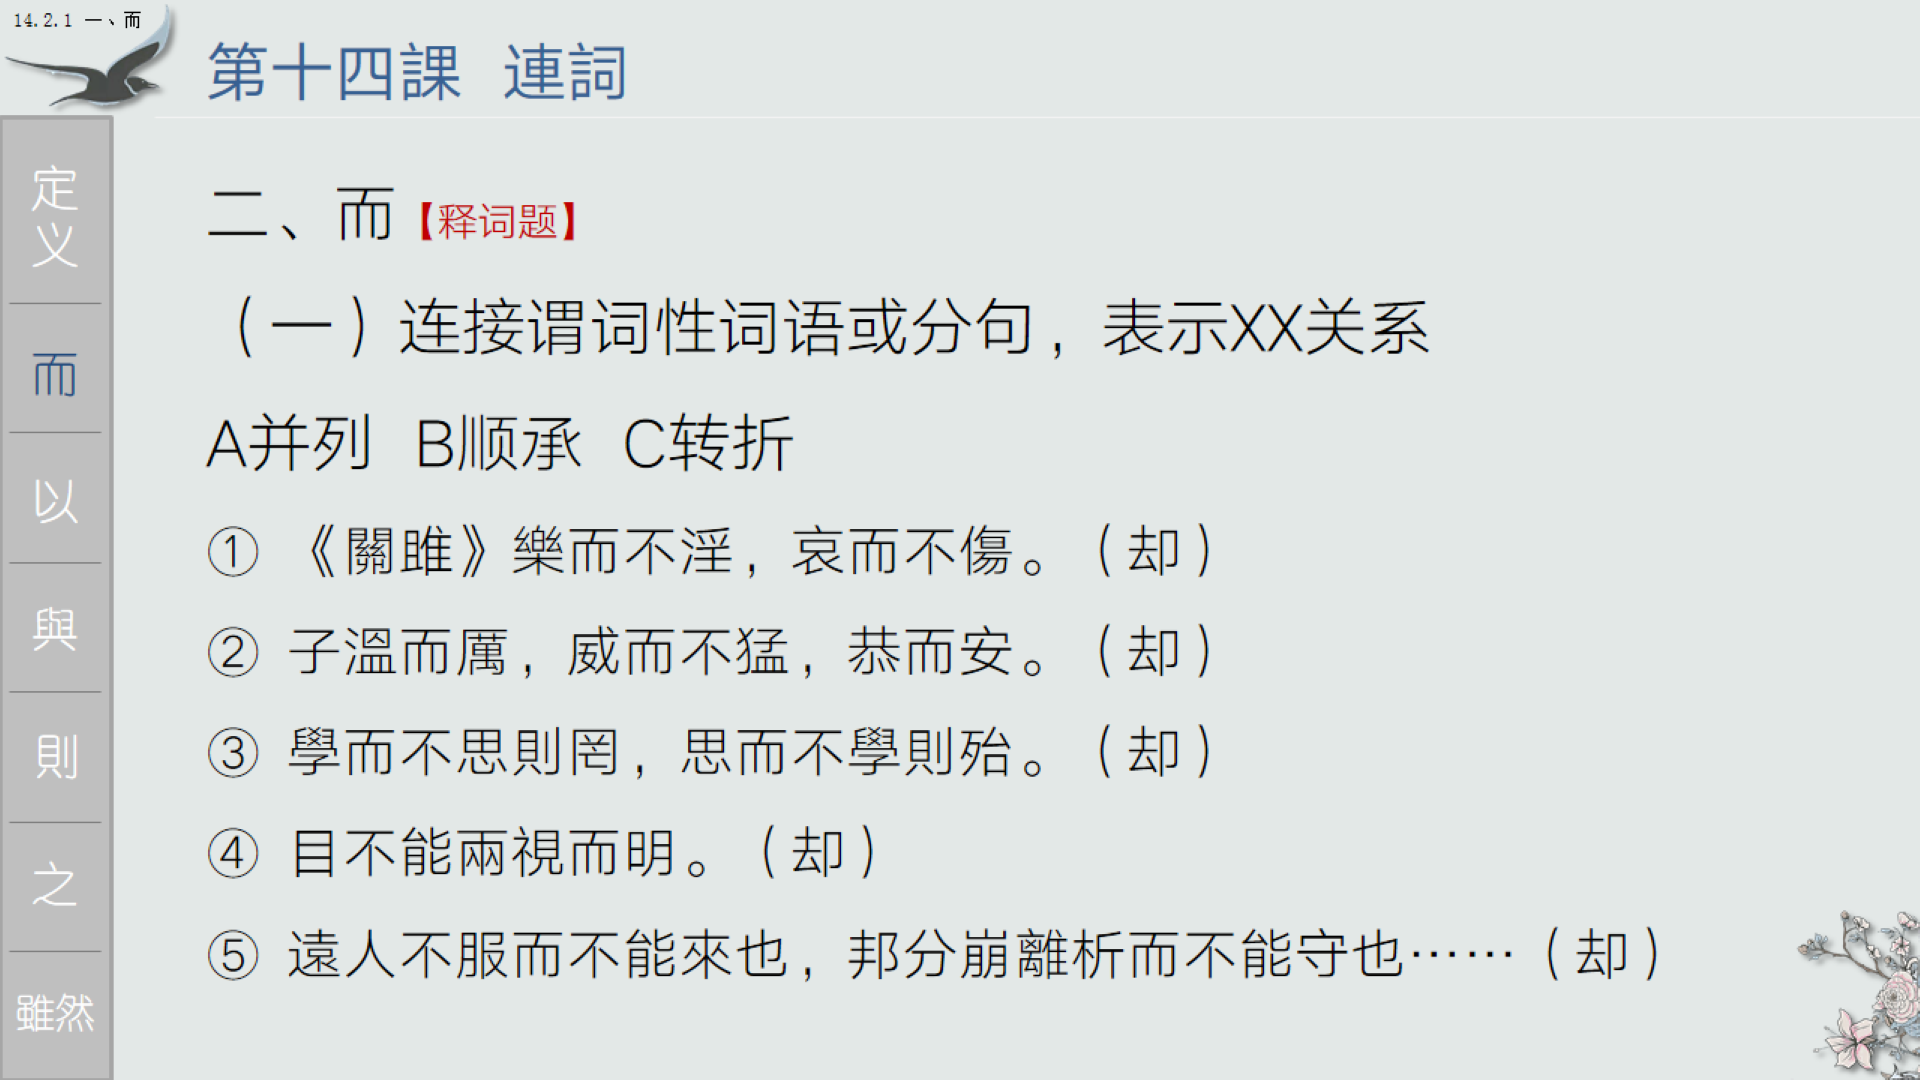 14.2.1 一、而
第十四課 連詞
定义
而
以
與
則
之
雖然
二、而【释词题】
（一）连接谓词性词语或分句，表示XX关系
A并列 B顺承 C转折
① 《關雎》樂而不淫，哀而不傷。（却）
② 子溫而厲，威而不猛，恭而安。（却）
③ 學而不思則罔，思而不學則殆。（却）
④ 目不能兩視而明。（却）
⑤ 遠人不服而不能來也，邦分崩離析而不能守也……（却）